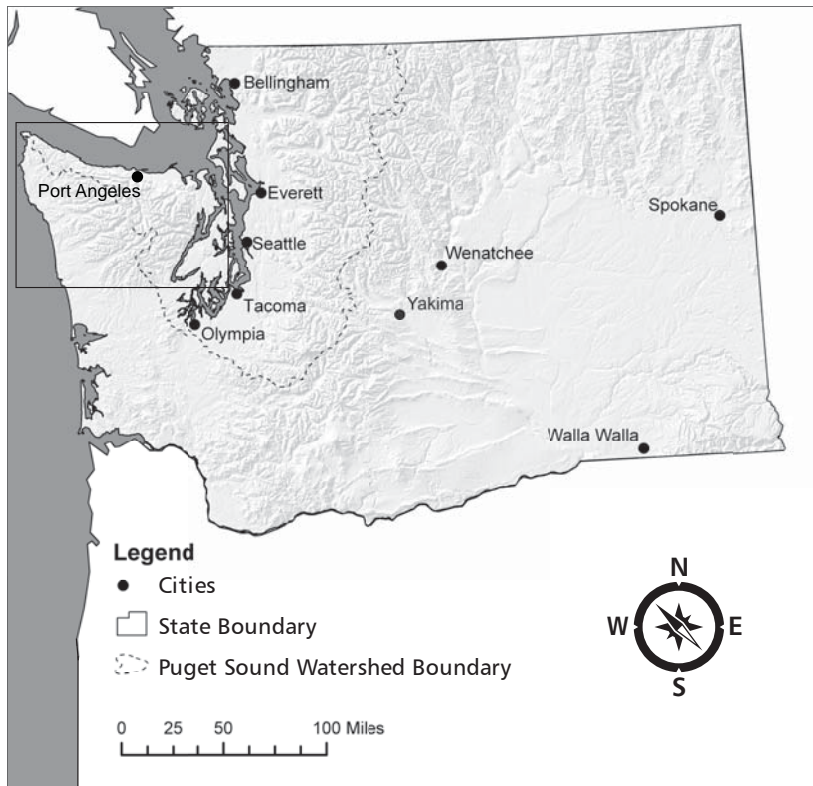 Bellingham
Port Angeles
Everett
Spokane
Seattle
Wenatchee
Tacoma
Yakima
Olympia
Walla Walla
Legend
Cities
State Boundary
Puget Sound Watershed Boundary
0 25 50 100 Miles
N
W E
S